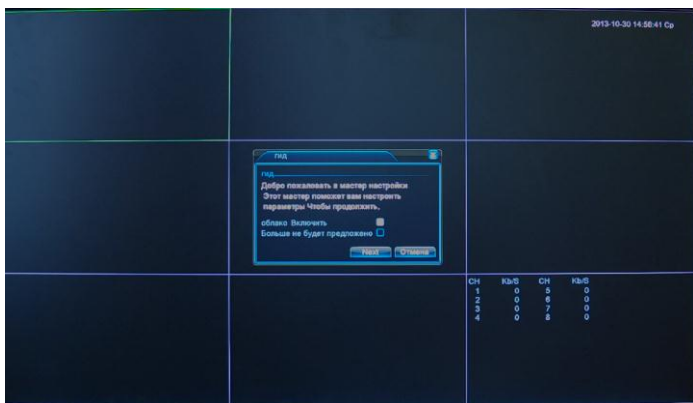 2013-10-30 14:50:41 Ср
гид
гид
Добро пожаловать в мастер настройки
Этот мастер поможет вам настроить
параметры Чтобы продолжить.
облако Включить
Больше не будет предложено
Next Отмена
CH Kb/S CH Kb/S
1 0 5 0
2 0 6 0
3 0 7 0
4 0 8 0